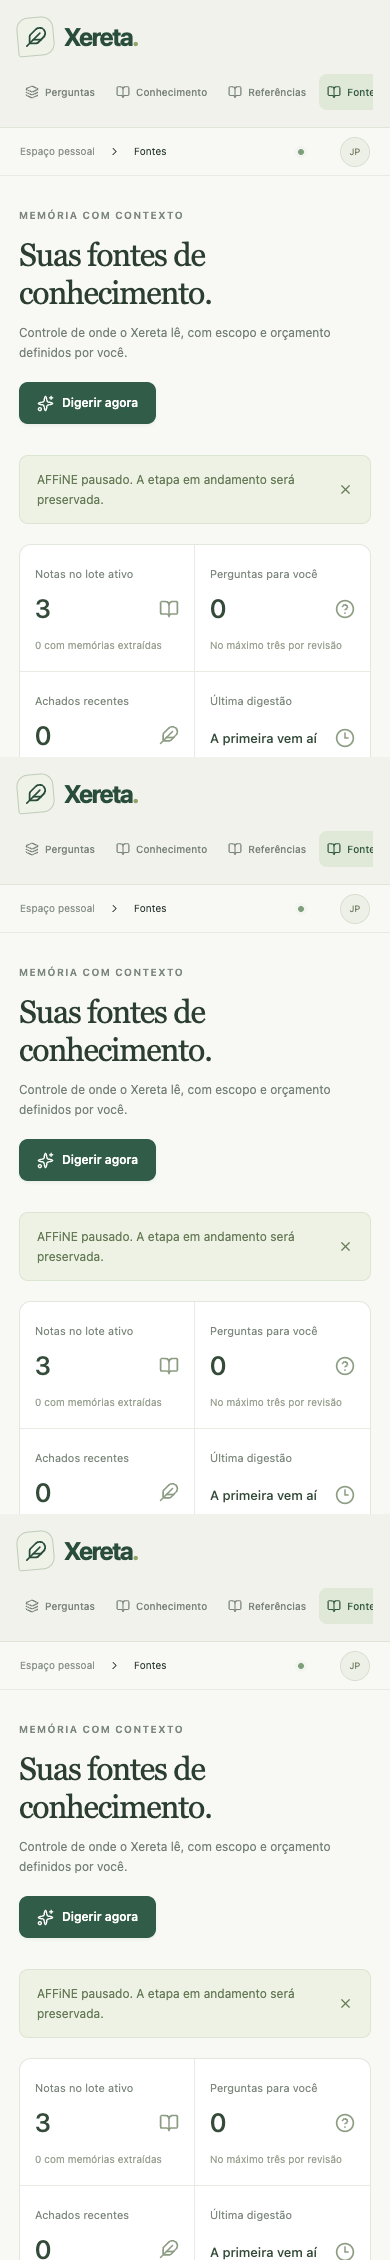 Xereta.
Perguntas Conhecimento Referências Fonte
Espaço pessoal > Fontes JP
MEMÓRIA COM CONTEXTO
Suas fontes de
conhecimento.
Controle de onde o Xereta lê, com escopo e orçamento
definidos por você.
Digerir agora
AFFiNE pausado. A etapa em andamento será
preservada.
Notas no lote ativo
3
0 com memórias extraídas
Perguntas para você
0
No máximo três por revisão
Achados recentes
0
Última digestão
A primeira vem aí
Xereta.
Perguntas Conhecimento Referências Fonte
Espaço pessoal > Fontes JP
MEMÓRIA COM CONTEXTO
Suas fontes de
conhecimento.
Controle de onde o Xereta lê, com escopo e orçamento
definidos por você.
Digerir agora
AFFiNE pausado. A etapa em andamento será
preservada.
Notas no lote ativo
3
0 com memórias extraídas
Perguntas para você
0
No máximo três por revisão
Achados recentes
0
Última digestão
A primeira vem aí
Xereta.
Perguntas Conhecimento Referências Fonte
Espaço pessoal > Fontes JP
MEMÓRIA COM CONTEXTO
Suas fontes de
conhecimento.
Controle de onde o Xereta lê, com escopo e orçamento
definidos por você.
Digerir agora
AFFiNE pausado. A etapa em andamento será
preservada.
Notas no lote ativo
3
0 com memórias extraídas
Perguntas para você
0
No máximo três por revisão
Achados recentes
0
Última digestão
A primeira vem aí